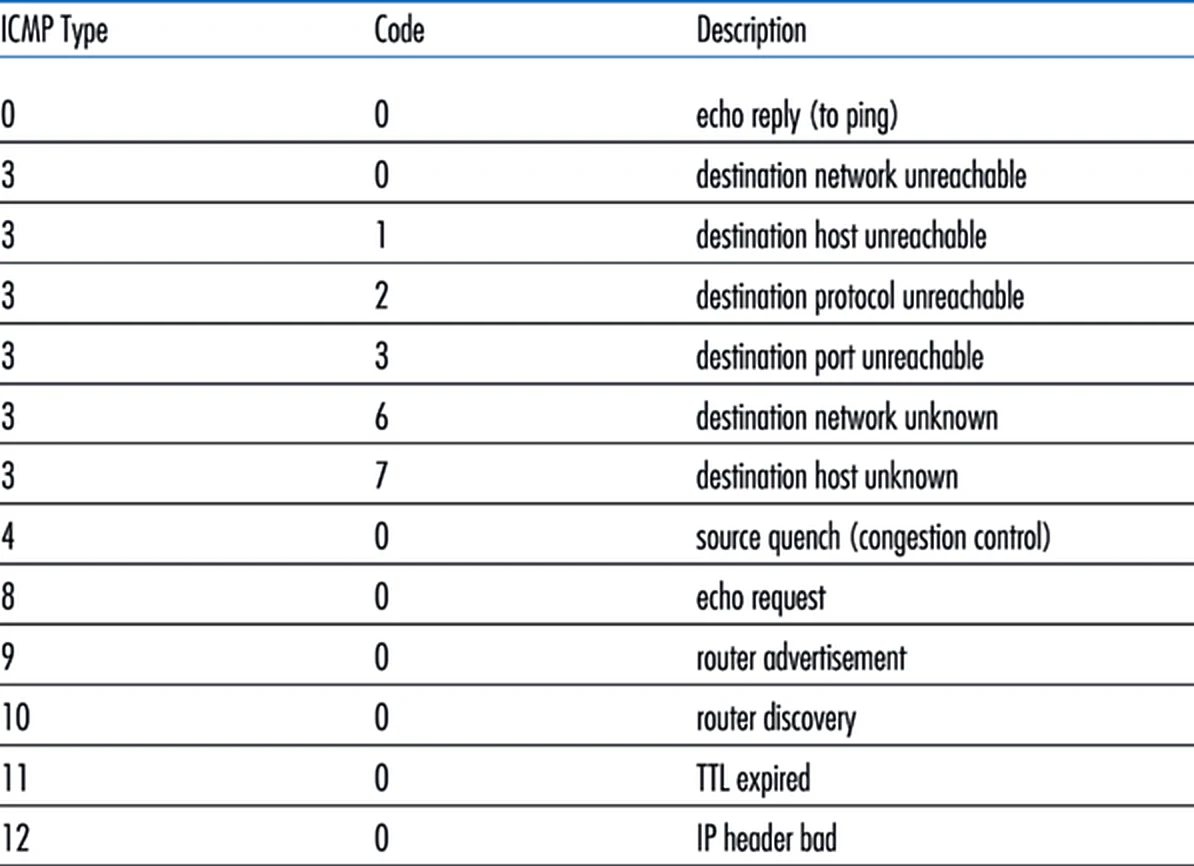 ICMP Type Code Description
0 0 echo reply (to ping)
3 0 destination network unreachable
3 1 destination host unreachable
3 2 destination protocol unreachable
3 3 destination port unreachable
3 6 destination network unknown
3 7 destination host unknown
4 0 source quench (congestion control)
8 0 echo request
9 0 router advertisement
10 0 router discovery
11 0 TTL expired
12 0 IP header bad